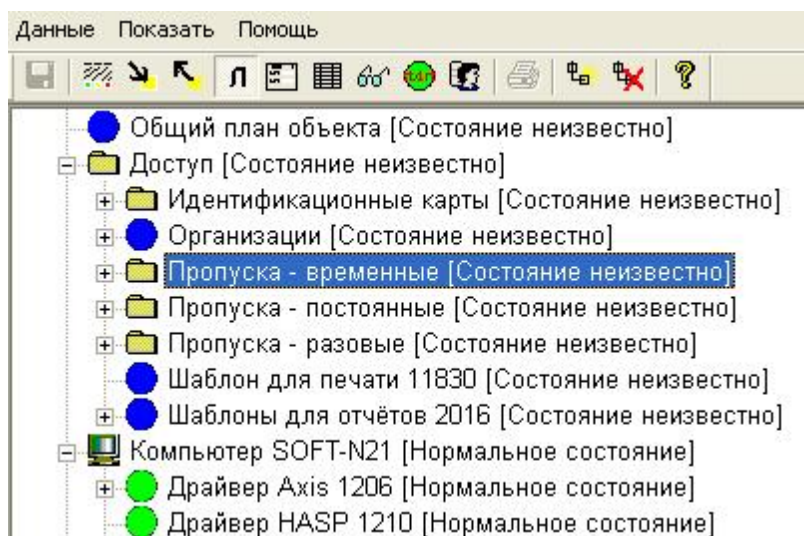 Данные Показать Помощь
Л
Общий план объекта [Состояние неизвестно]
Доступ [Состояние неизвестно]
Идентификационные карты [Состояние неизвестно]
Организации [Состояние неизвестно]
Пропуска - временные [Состояние неизвестно]
Пропуска - постоянные [Состояние неизвестно]
Пропуска - разовые [Состояние неизвестно]
Шаблон для печати 11830 [Состояние неизвестно]
Шаблоны для отчётов 2016 [Состояние неизвестно]
Компьютер SOFT-N21 [Нормальное состояние]
Драйвер Axis 1206 [Нормальное состояние]
Драйвер HASP 1210 [Нормальное состояние]